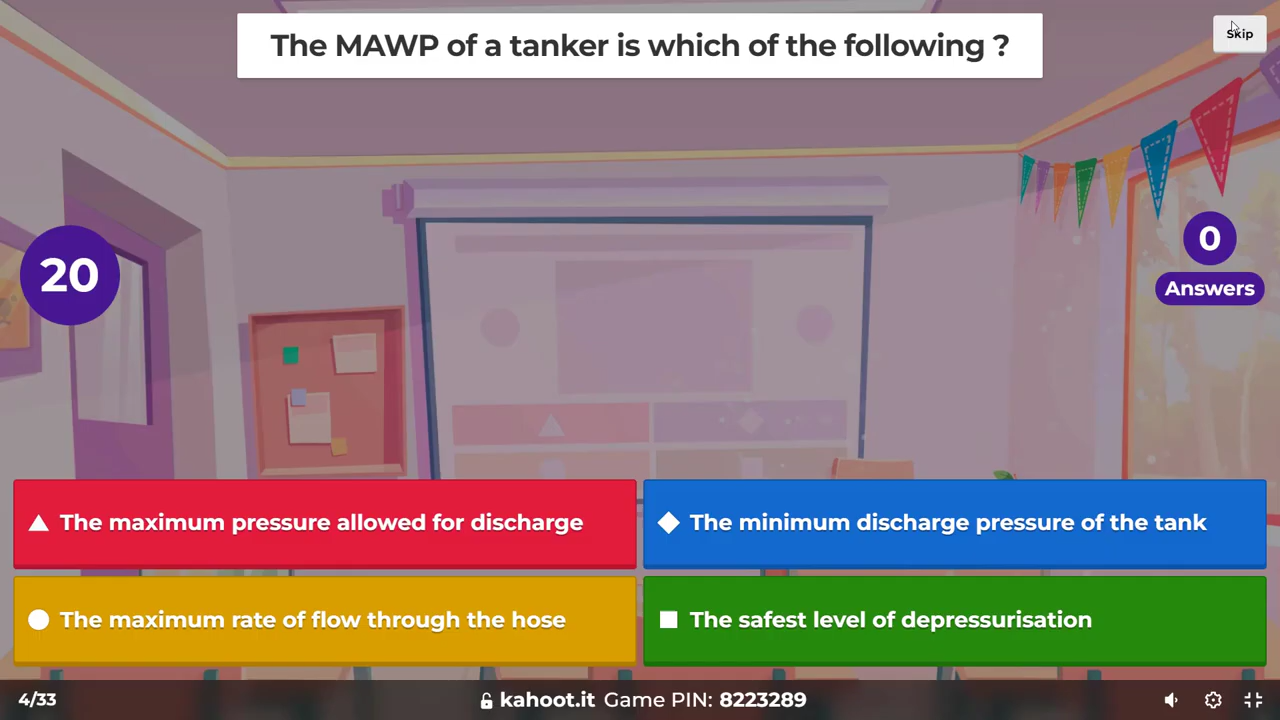 The MAWP of a tanker is which of the following ?
Skip
20
0
Answers
The maximum pressure allowed for discharge
The minimum discharge pressure of the tank
The maximum rate of flow through the hose
The safest level of depressurisation
4/33
kahoot.it Game PIN: 8223289